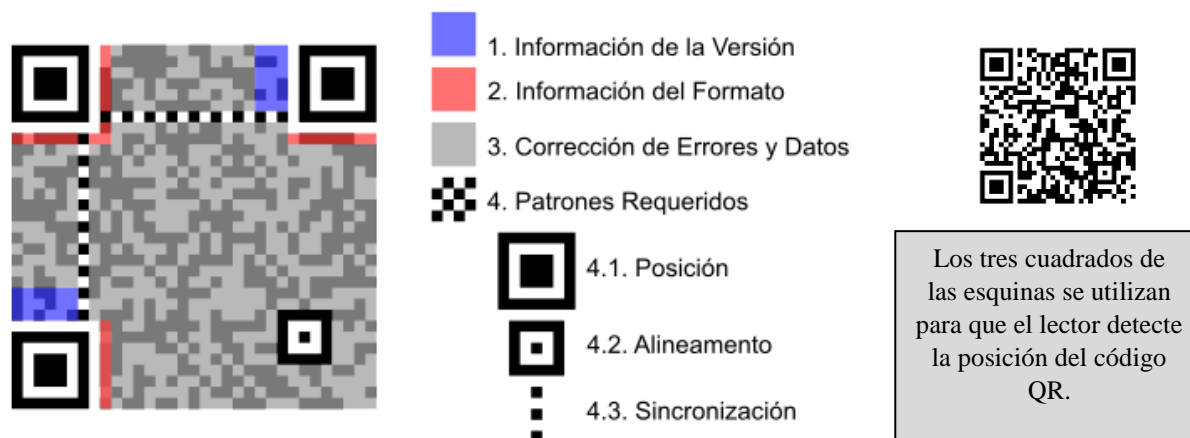 1. Información de la Versión
2. Información del Formato
3. Corrección de Errores y Datos
4. Patrones Requeridos
4.1. Posición
4.2. Alineamento
4.3. Sincronización
Los tres cuadrados de
las esquinas se utilizan
para que el lector detecte
la posición del código
QR.